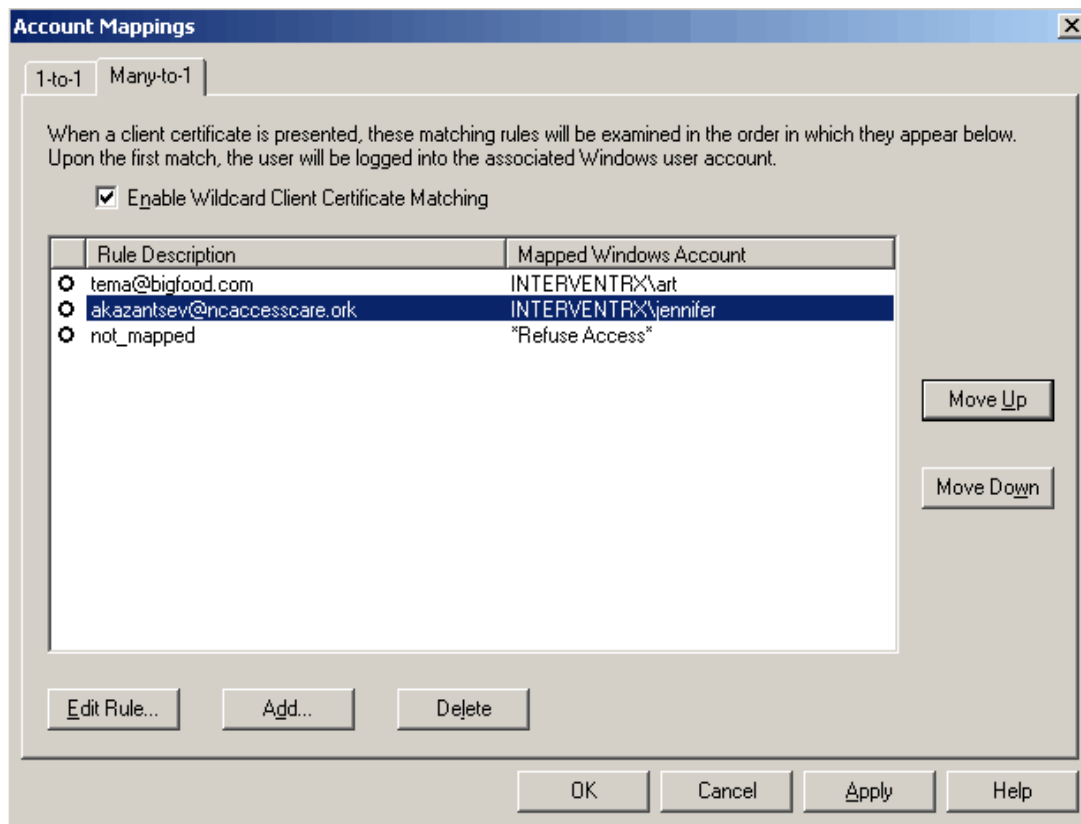 Account Mappings
1-to-1 Many-to-1
When a client certificate is presented, these matching rules will be examined in the order in which they appear below.
Upon the first match, the user will be logged into the associated Windows user account.
Enable Wildcard Client Certificate Matching
Rule Description Mapped Windows Account
tema@bigfood.com INTERVENTRX\art
akazantsev@ncaccesscare.ork INTERVENTRX\jennifer
not_mapped "Refuse Access"
Move Up
Move Down
Edit Rule... Add... Delete
OK Cancel Apply Help